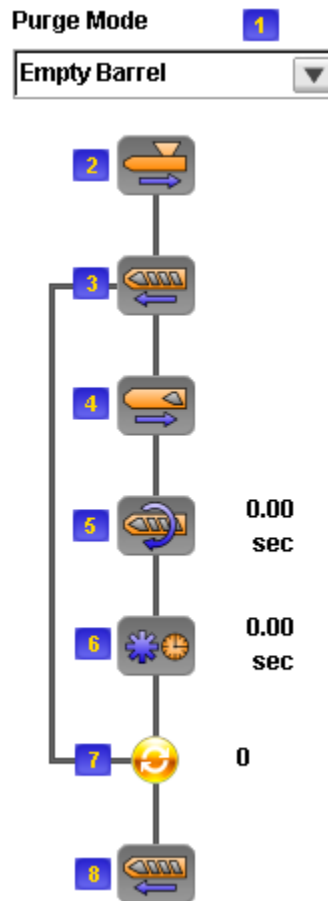 Purge Mode 1
Empty Barrel
2
3
4
5 0.00
sec
6 0.00
sec
7 0
8